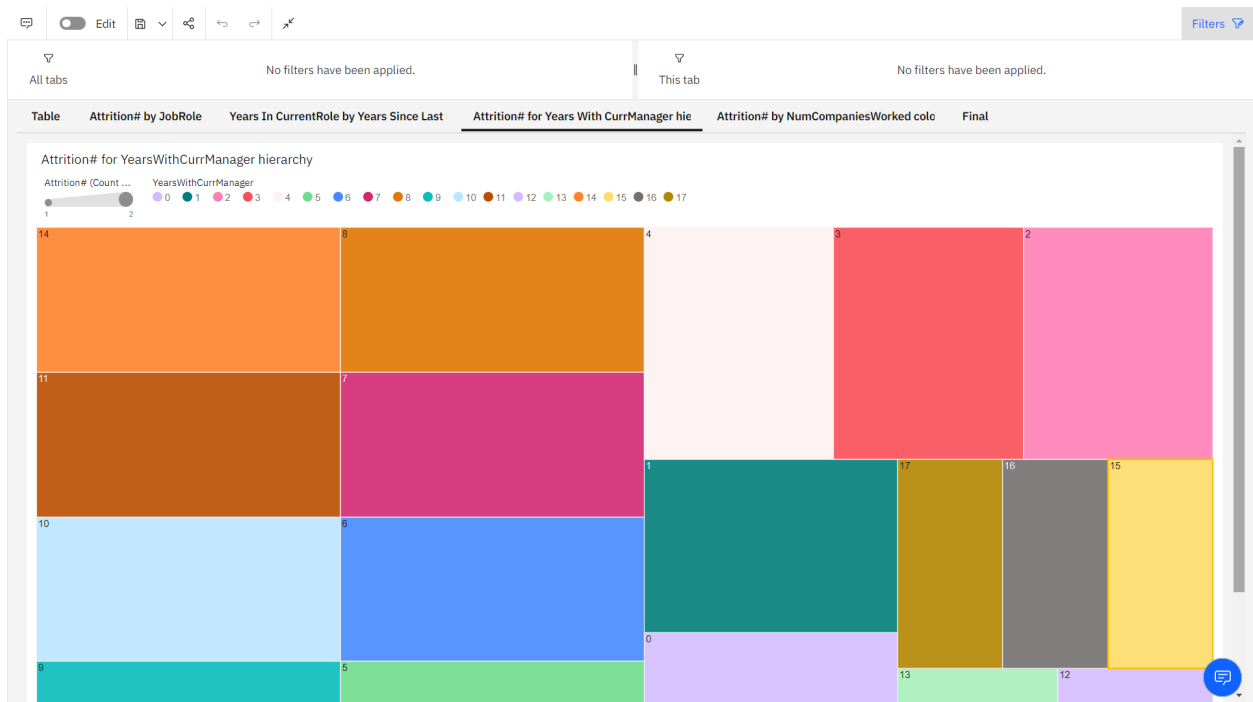 Edit
Filters
All tabs
No filters have been applied.
This tab
No filters have been applied.
Table
Attrition# by JobRole
Years In CurrentRole by Years Since Last
Attrition# for Years With CurrManager hie
Attrition# by NumCompaniesWorked colo
Final
Attrition# for YearsWithCurrManager hierarchy
Attrition# (Count ...
YearsWithCurrManager
0 1 2 3 4 5 6 7 8 9 10 11 12 13 14 15 16 17
1 2
14 8 4 3 2
11 7
1 17 16 15
10 6
0
9 5 13 12